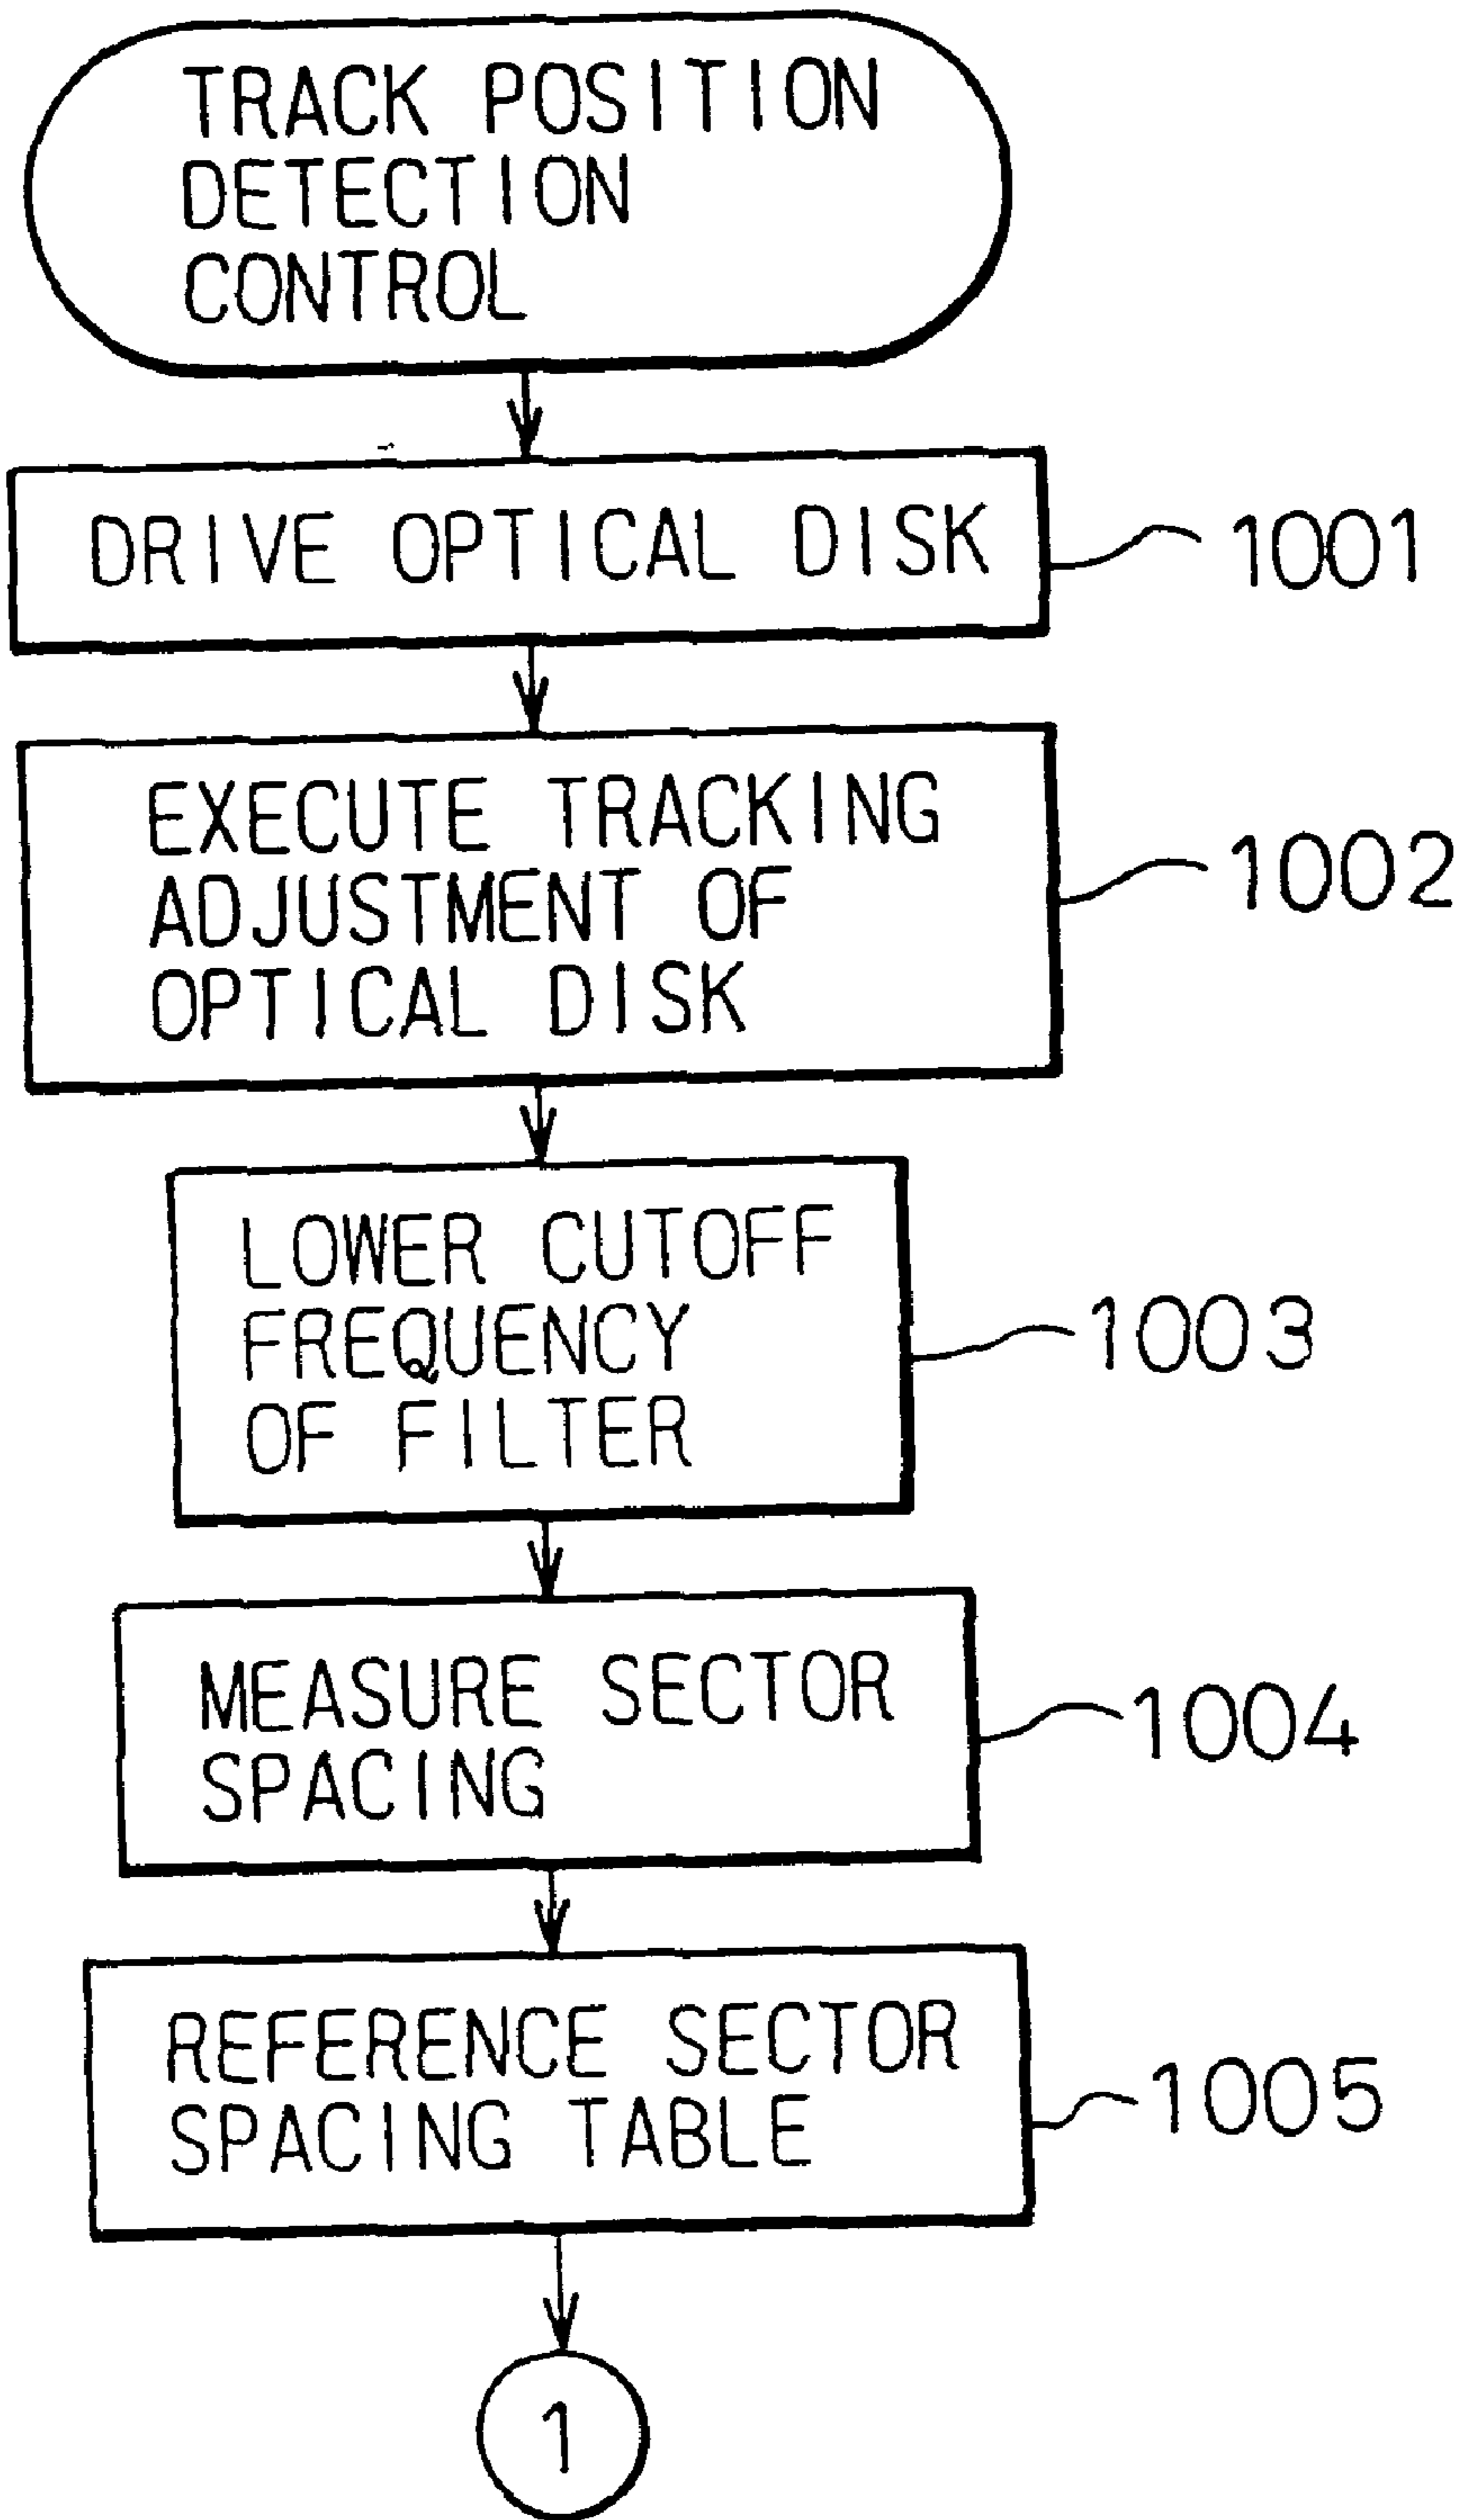 TRACK POSITION
DETECTION
CONTROL
DRIVE OPTICAL DISK
1001
EXECUTE TRACKING
ADJUSTMENT OF
OPTICAL DISK
1002
LOWER CUTOFF
FREQUENCY
OF FILTER
1003
MEASURE SECTOR
SPACING
1004
REFERENCE SECTOR
SPACING TABLE
1005
1